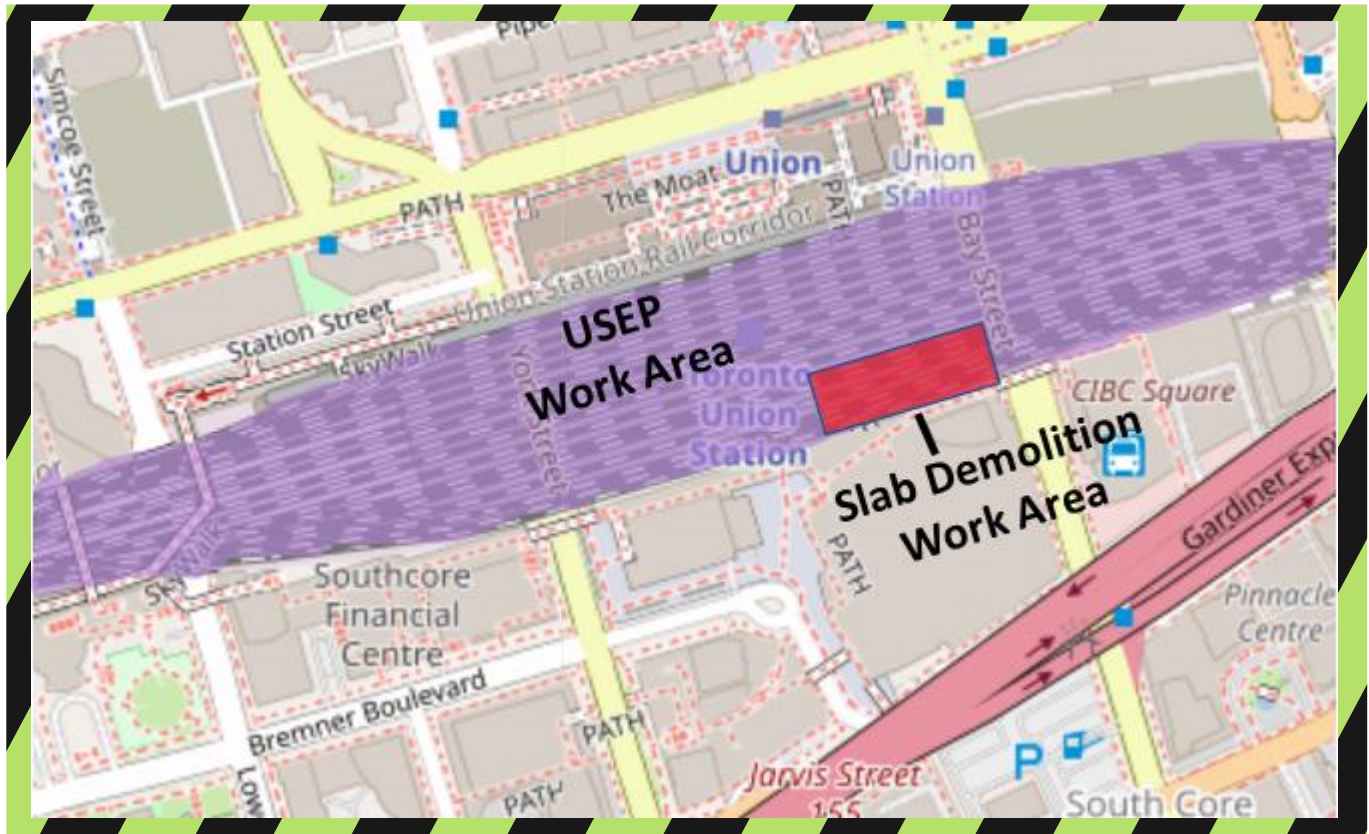 Piper
Simcoe Street
Union
Union
Station
The Moat
PATH
PATH
Union Station Rail Corridor
Bay Street
Station Street
SkyWalk
USEP
Work Area
York Street
Toronto
Union
Station
CIBC Square
Slab Demolition
Work Area
Gardiner Exp
PATH
SkyWalk
Southcore
Financial
Centre
Pinnacle
Centre
Bremner Boulevard
PATH
Low
PATH
Jarvis Street
155
P
South Core